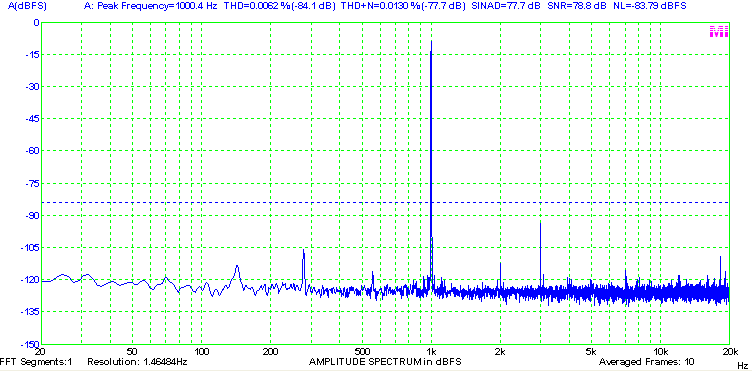 A(dBFS) A: Peak Frequency=1000.4 Hz THD=0.0062 %(-84.1 dB) THD+N=0.0130 %(-77.7 dB) SINAD=77.7 dB SNR=78.8 dB NL=-83.79 dBFS
0
MI
-15
-30
-45
-60
-75
-90
-105
-120
-135
-150
20 50 100 200 500 1k 2k 5k 10k 20k
FFT Segments:1 Resolution: 1.46484Hz AMPLITUDE SPECTRUM in dBFS Averaged Frames: 10 Hz